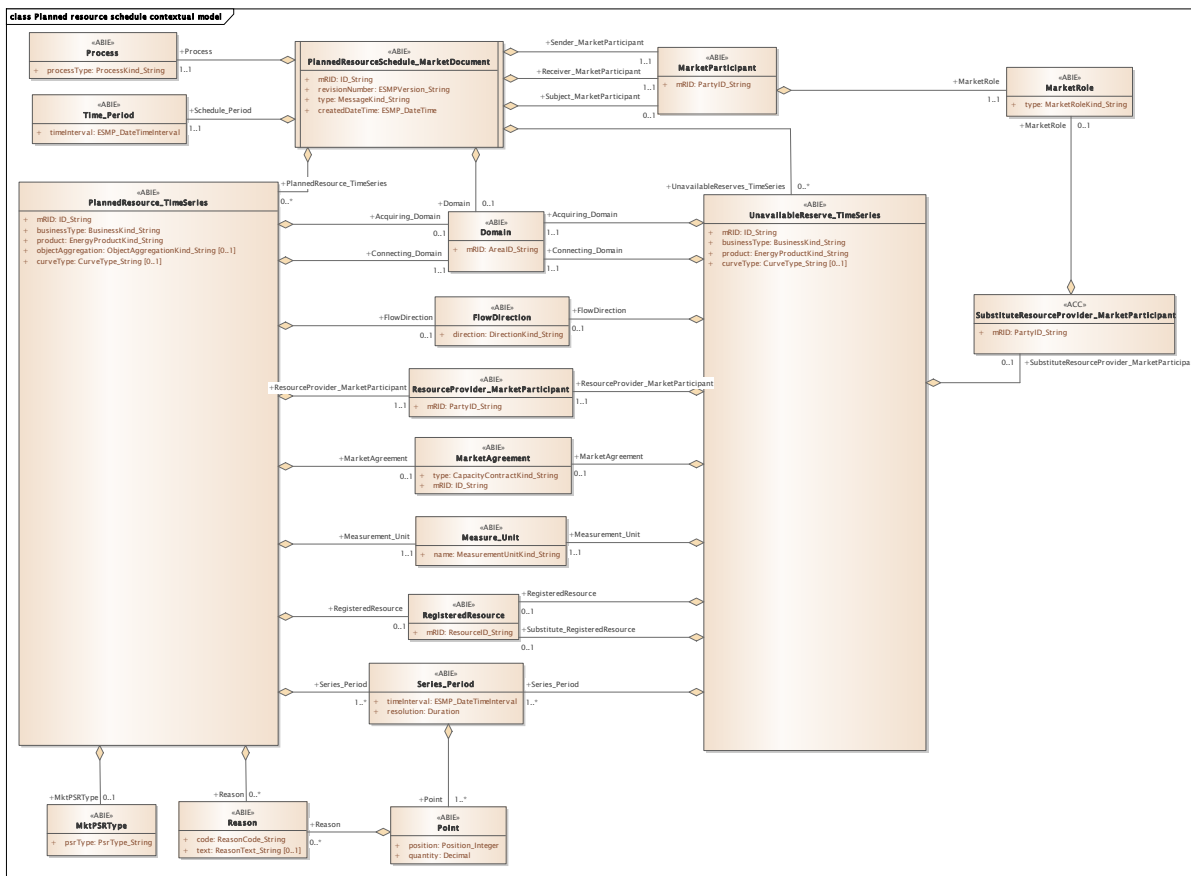 class Planned resource schedule contextual model
«ABIE»
Process
+ processType: ProcessKind_String
+Process
1..1
«ABIE»
Time_Period
+ timeInterval: ESMP_DateTimeInterval
+Schedule_Period
1..1
«ABIE»
PlannedResourceSchedule_MarketDocument
+ mRID: ID_String
+ revisionNumber: ESMPVersion_String
+ type: MessageKind_String
+ createdDateTime: ESMP_DateTime
+Sender_MarketParticipant
1..1
+Receiver_MarketParticipant
1..1
+Subject_MarketParticipant
0..1
«ABIE»
MarketParticipant
+ mRID: PartyID_String
+MarketRole
1..1
«ABIE»
MarketRole
+ type: MarketRoleKind_String
+MarketRole 0..1
+PlannedResource_TimeSeries
0..*
+Domain
0..1
+UnavailableReserves_TimeSeries
0..*
«ABIE»
PlannedResource_TimeSeries
+ mRID: ID_String
+ businessType: BusinessKind_String
+ product: EnergyProductKind_String
+ objectAggregation: ObjectAggregationKind_String [0..1]
+ curveType: CurveType_String [0..1]
+Acquiring_Domain
0..1
+Connecting_Domain
1..1
«ABIE»
Domain
+ mRID: AreaID_String
+Acquiring_Domain
1..1
+Connecting_Domain
1..1
«ABIE»
UnavailableReserve_TimeSeries
+ mRID: ID_String
+ businessType: BusinessKind_String
+ product: EnergyProductKind_String
+ curveType: CurveType_String [0..1]
«ACC»
SubstituteResourceProvider_MarketParticipant
+ mRID: PartyID_String
0..1 +SubstituteResourceProvider_MarketParticipa
+FlowDirection
0..1
«ABIE»
FlowDirection
+ direction: DirectionKind_String
+FlowDirection
0..1
+ResourceProvider_MarketParticipant
1..1
«ABIE»
ResourceProvider_MarketParticipant
+ mRID: PartyID_String
+ResourceProvider_MarketParticipant
1..1
+MarketAgreement
0..1
«ABIE»
MarketAgreement
+ type: CapacityContractKind_String
+ mRID: ID_String
+MarketAgreement
0..1
+Measurement_Unit
1..1
«ABIE»
Measure_Unit
+ name: MeasurementUnitKind_String
+Measurement_Unit
1..1
+RegisteredResource
0..1
«ABIE»
RegisteredResource
+ mRID: ResourceID_String
+RegisteredResource
0..1
+Substitute_RegisteredResource
0..1
+Series_Period
1..*
«ABIE»
Series_Period
+ timeInterval: ESMP_DateTimeInterval
+ resolution: Duration
+Series_Period
1..*
+MktPSRType 0..1
«ABIE»
MktPSRType
+ psrType: PsrType_String
+Reason 0..*
«ABIE»
Reason
+ code: ReasonCode_String
+ text: ReasonText_String [0..1]
+Reason
0..*
+Point 1..*
«ABIE»
Point
+ position: Position_Integer
+ quantity: Decimal